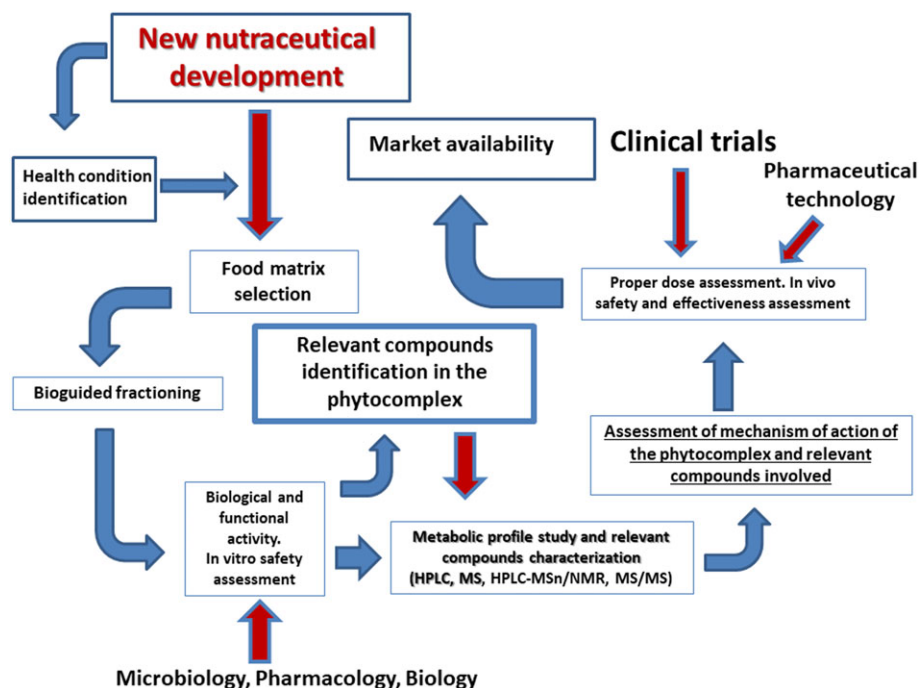 New nutraceutical
development
Health condition
identification
Market availability
Clinical trials
Pharmaceutical
technology
Food matrix
selection
Proper dose assessment. In vivo
safety and effectiveness assessment
Relevant compounds
identification in the
phytocomplex
Bioguided fractioning
Assessment of mechanism of action of
the phytocomplex and relevant
compounds involved
Biological and
functional
activity.
In vitro safety
assessment
Metabolic profile study and relevant
compounds characterization
(HPLC, MS, HPLC-MSn/NMR, MS/MS)
Microbiology, Pharmacology, Biology